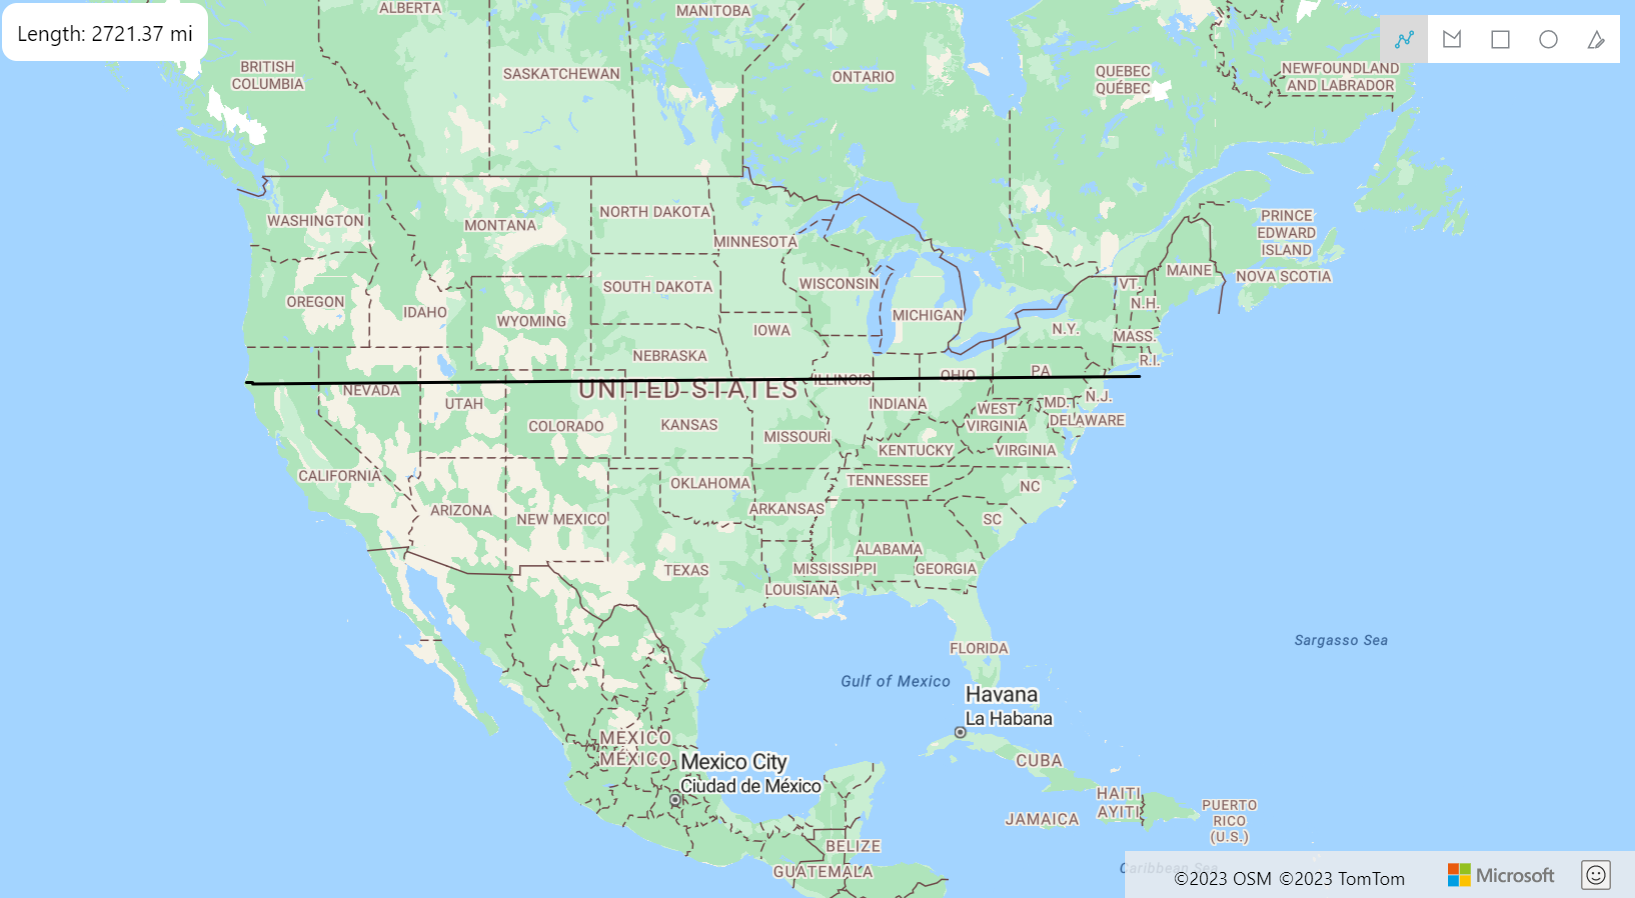 Length: 2721.37 mi
ALBERTA
MANITOBA
BRITISH
COLUMBIA
SASKATCHEWAN
ONTARIO
QUEBEC
QUÉBEC
NEWFOUNDLAND
AND LABRADOR
WASHINGTON
MONTANA
NORTH DAKOTA
MINNESOTA
PRINCE
EDWARD
ISLAND
MAINE
NOVA SCOTIA
OREGON
IDAHO
WYOMING
SOUTH DAKOTA
WISCONSIN
MICHIGAN
VT.
N.H.
IOWA
N.Y.
MASS.
R.I.
NEBRASKA
NEVADA
UTAH
UNITED STATES
ILLINOIS
OHIO
PA
COLORADO
KANSAS
MISSOURI
INDIANA
WEST
VIRGINIA
MD.
N.J.
DELAWARE
KENTUCKY
VIRGINIA
CALIFORNIA
ARIZONA
NEW MEXICO
OKLAHOMA
ARKANSAS
TENNESSEE
NC
SC
TEXAS
ALABAMA
MISSISSIPPI
GEORGIA
LOUISIANA
FLORIDA
Sargasso Sea
Gulf of Mexico
Havana
La Habana
MEXICO
MÉXICO
Mexico City
Ciudad de México
CUBA
HAITI
AYITI
JAMAICA
PUERTO
RICO
(U.S.)
BELIZE
GUATEMALA
Caribbean Sea
©2023 OSM ©2023 TomTom
Microsoft